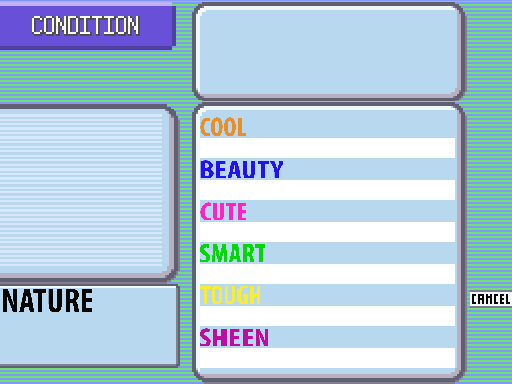 CONDITION
COOL
BEAUTY
CUTE
SMART
TOUGH
SHEEN
NATURE
CANCEL